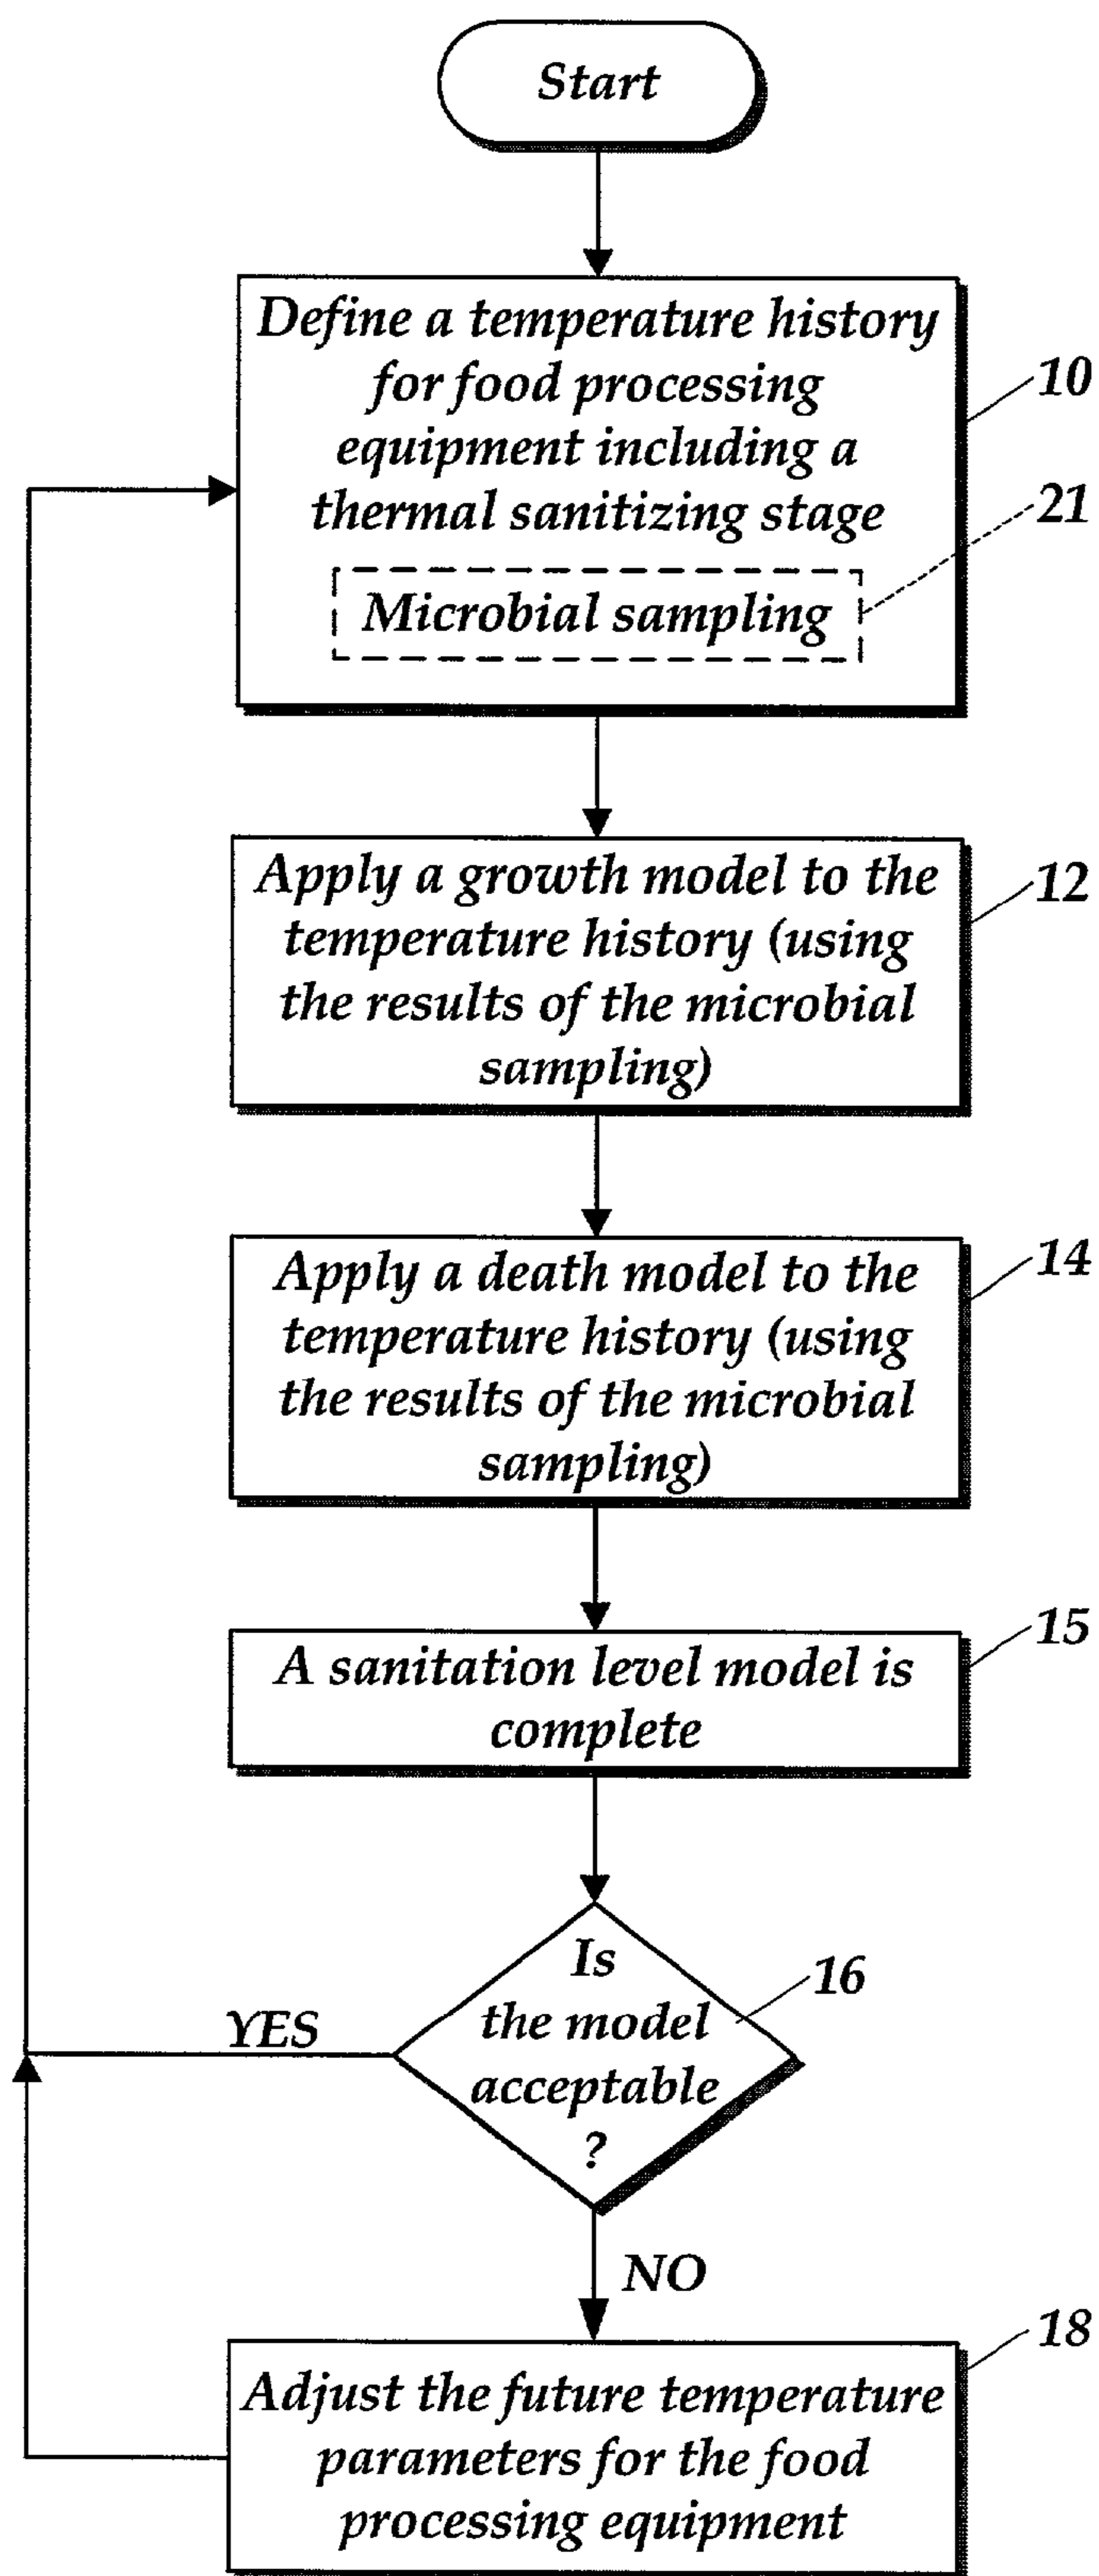 Start
Define a temperature history
for food processing
equipment including a
thermal sanitizing stage
10
21
Microbial sampling
Apply a growth model to the
temperature history (using
the results of the microbial
sampling)
12
Apply a death model to the
temperature history (using
the results of the microbial
sampling)
14
A sanitation level model is
complete
15
Is
the model
acceptable
?
16
YES
NO
Adjust the future temperature
parameters for the food
processing equipment
18